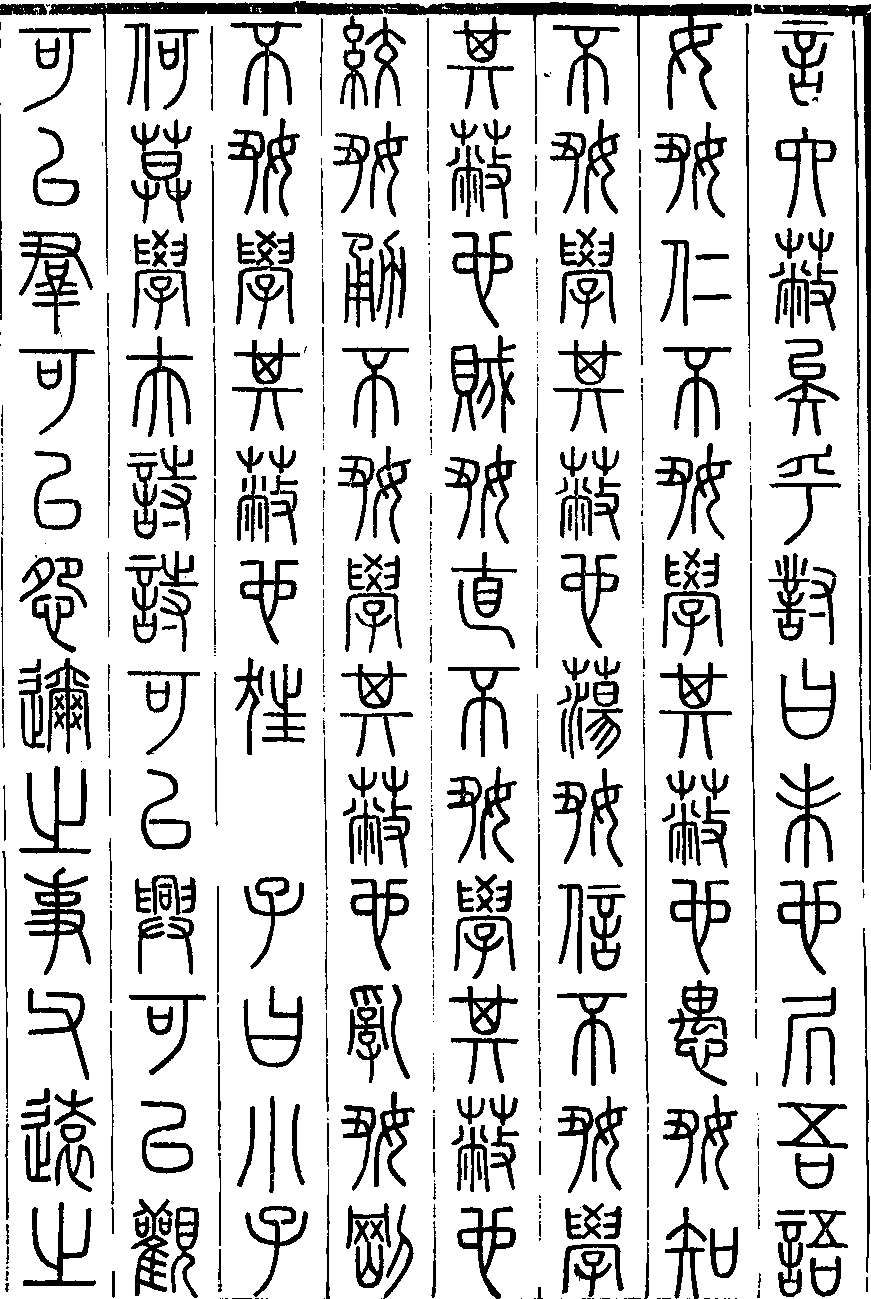 言六蔽矣乎對曰未也居吾語
女好仁不好學其蔽也愚好知
不好學其蔽也蕩好信不好學
其蔽也賊好直不好學其蔽也
絞好勇不好學其蔽也亂好剛
不好學其蔽也狂　子曰小子
何莫學夫詩詩可以興可以觀
可以羣可以怨邇之事父遠之